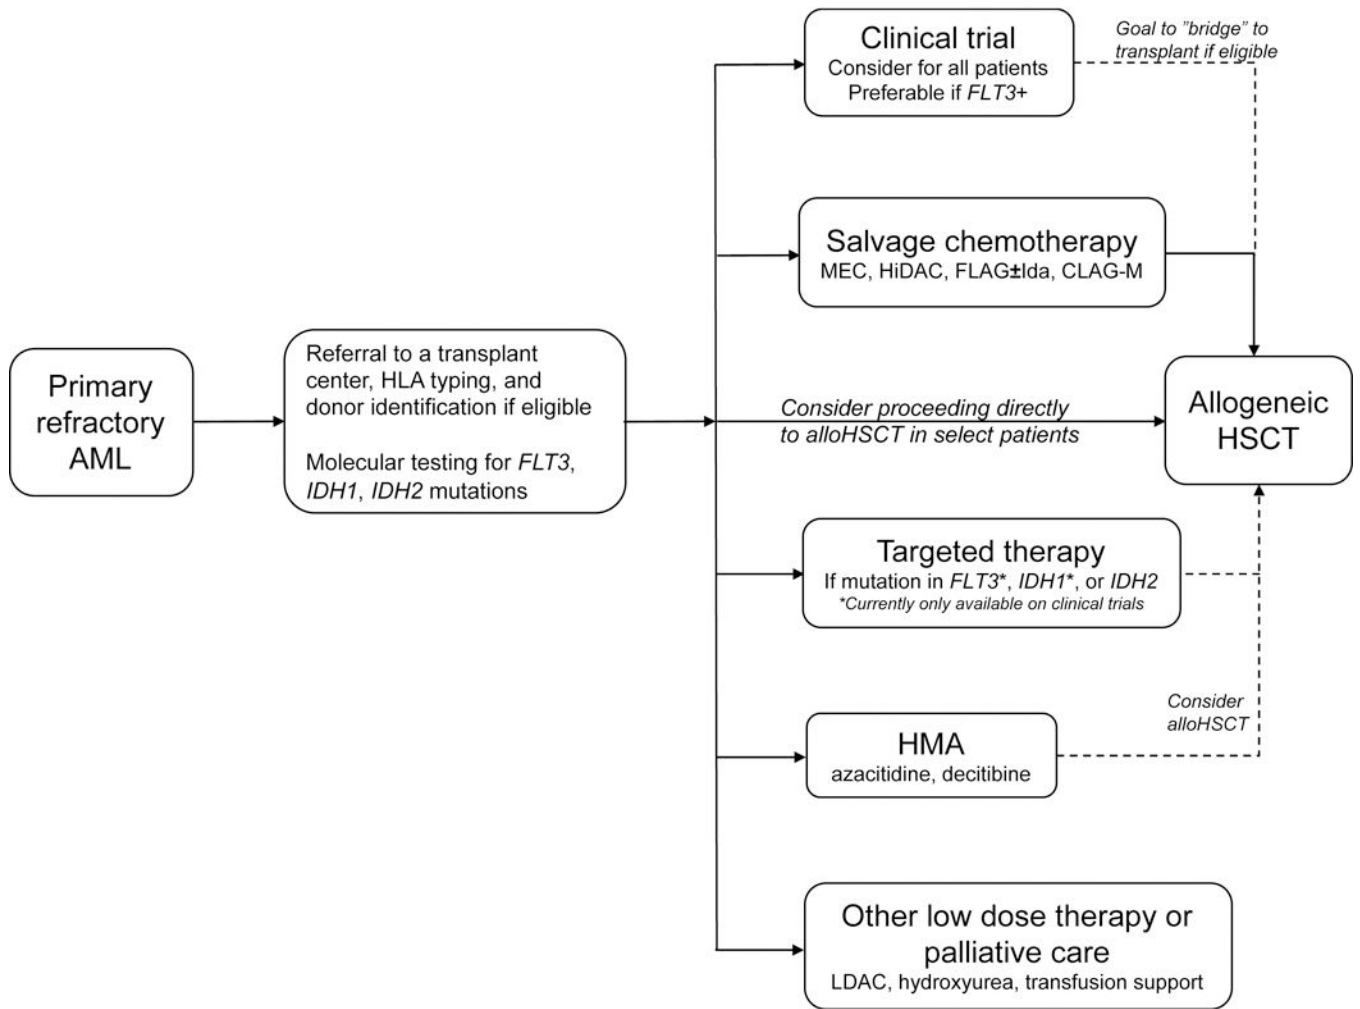 Primary
refractory
AML
Referral to a transplant
center, HLA typing, and
donor identification if eligible
Molecular testing for FLT3,
IDH1, IDH2 mutations
Clinical trial
Consider for all patients
Preferable if FLT3+
Goal to ”bridge” to
transplant if eligible
Salvage chemotherapy
MEC, HiDAC, FLAG±Ida, CLAG-M
Consider proceeding directly
to alloHSCT in select patients
Allogeneic
HSCT
Targeted therapy
If mutation in FLT3*, IDH1*, or IDH2
*Currently only available on clinical trials
Consider
alloHSCT
HMA
azacitidine, decitibine
Other low dose therapy or
palliative care
LDAC, hydroxyurea, transfusion support